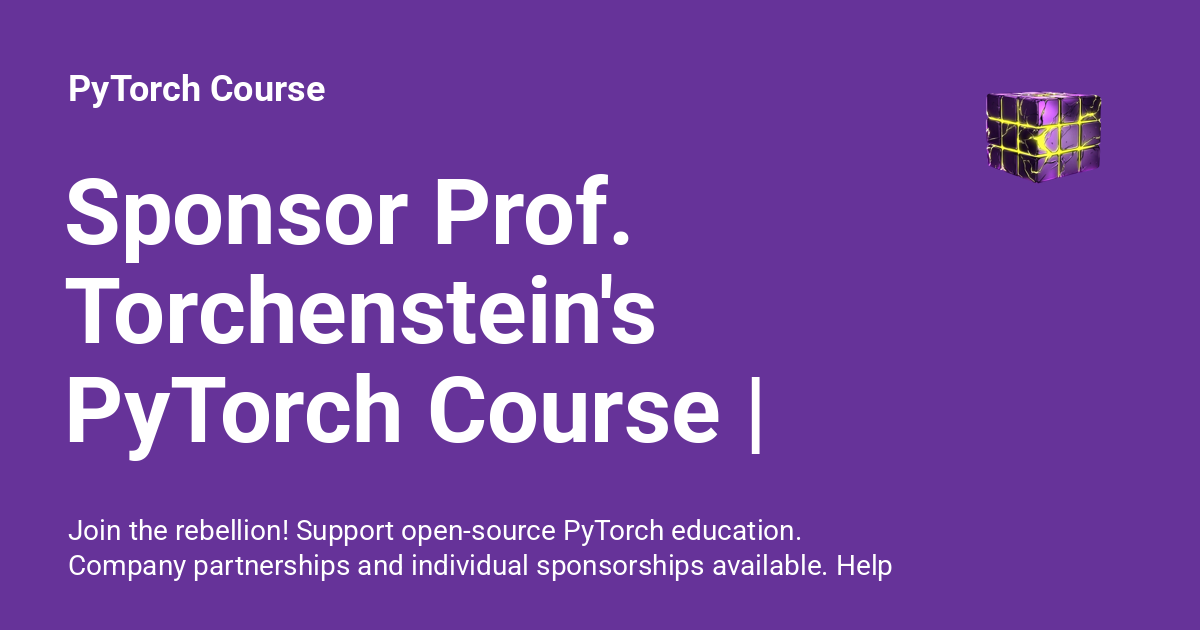 PyTorch Course
Sponsor Prof.
Torchenstein's
PyTorch Course |
Join the rebellion! Support open-source PyTorch education.
Company partnerships and individual sponsorships available. Help